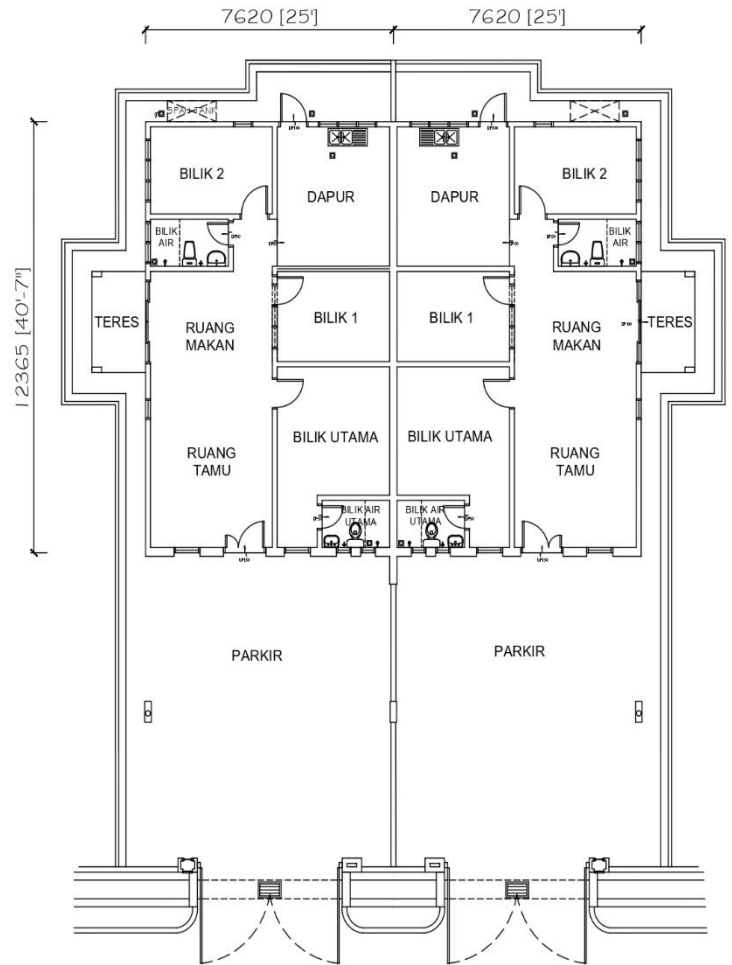 7620 [25']
7620 [25']
12365 [40'-7"]
BILIK 2
DAPUR
DAPUR
BILIK 2
BILIK
AIR
BILIK
AIR
TERES
RUANG
MAKAN
BILIK 1
BILIK 1
RUANG
MAKAN
TERES
RUANG
TAMU
BILIK UTAMA
BILIK UTAMA
RUANG
TAMU
BILIK AIR
UTAMA
BILIK AIR
UTAMA
PARKIR
PARKIR